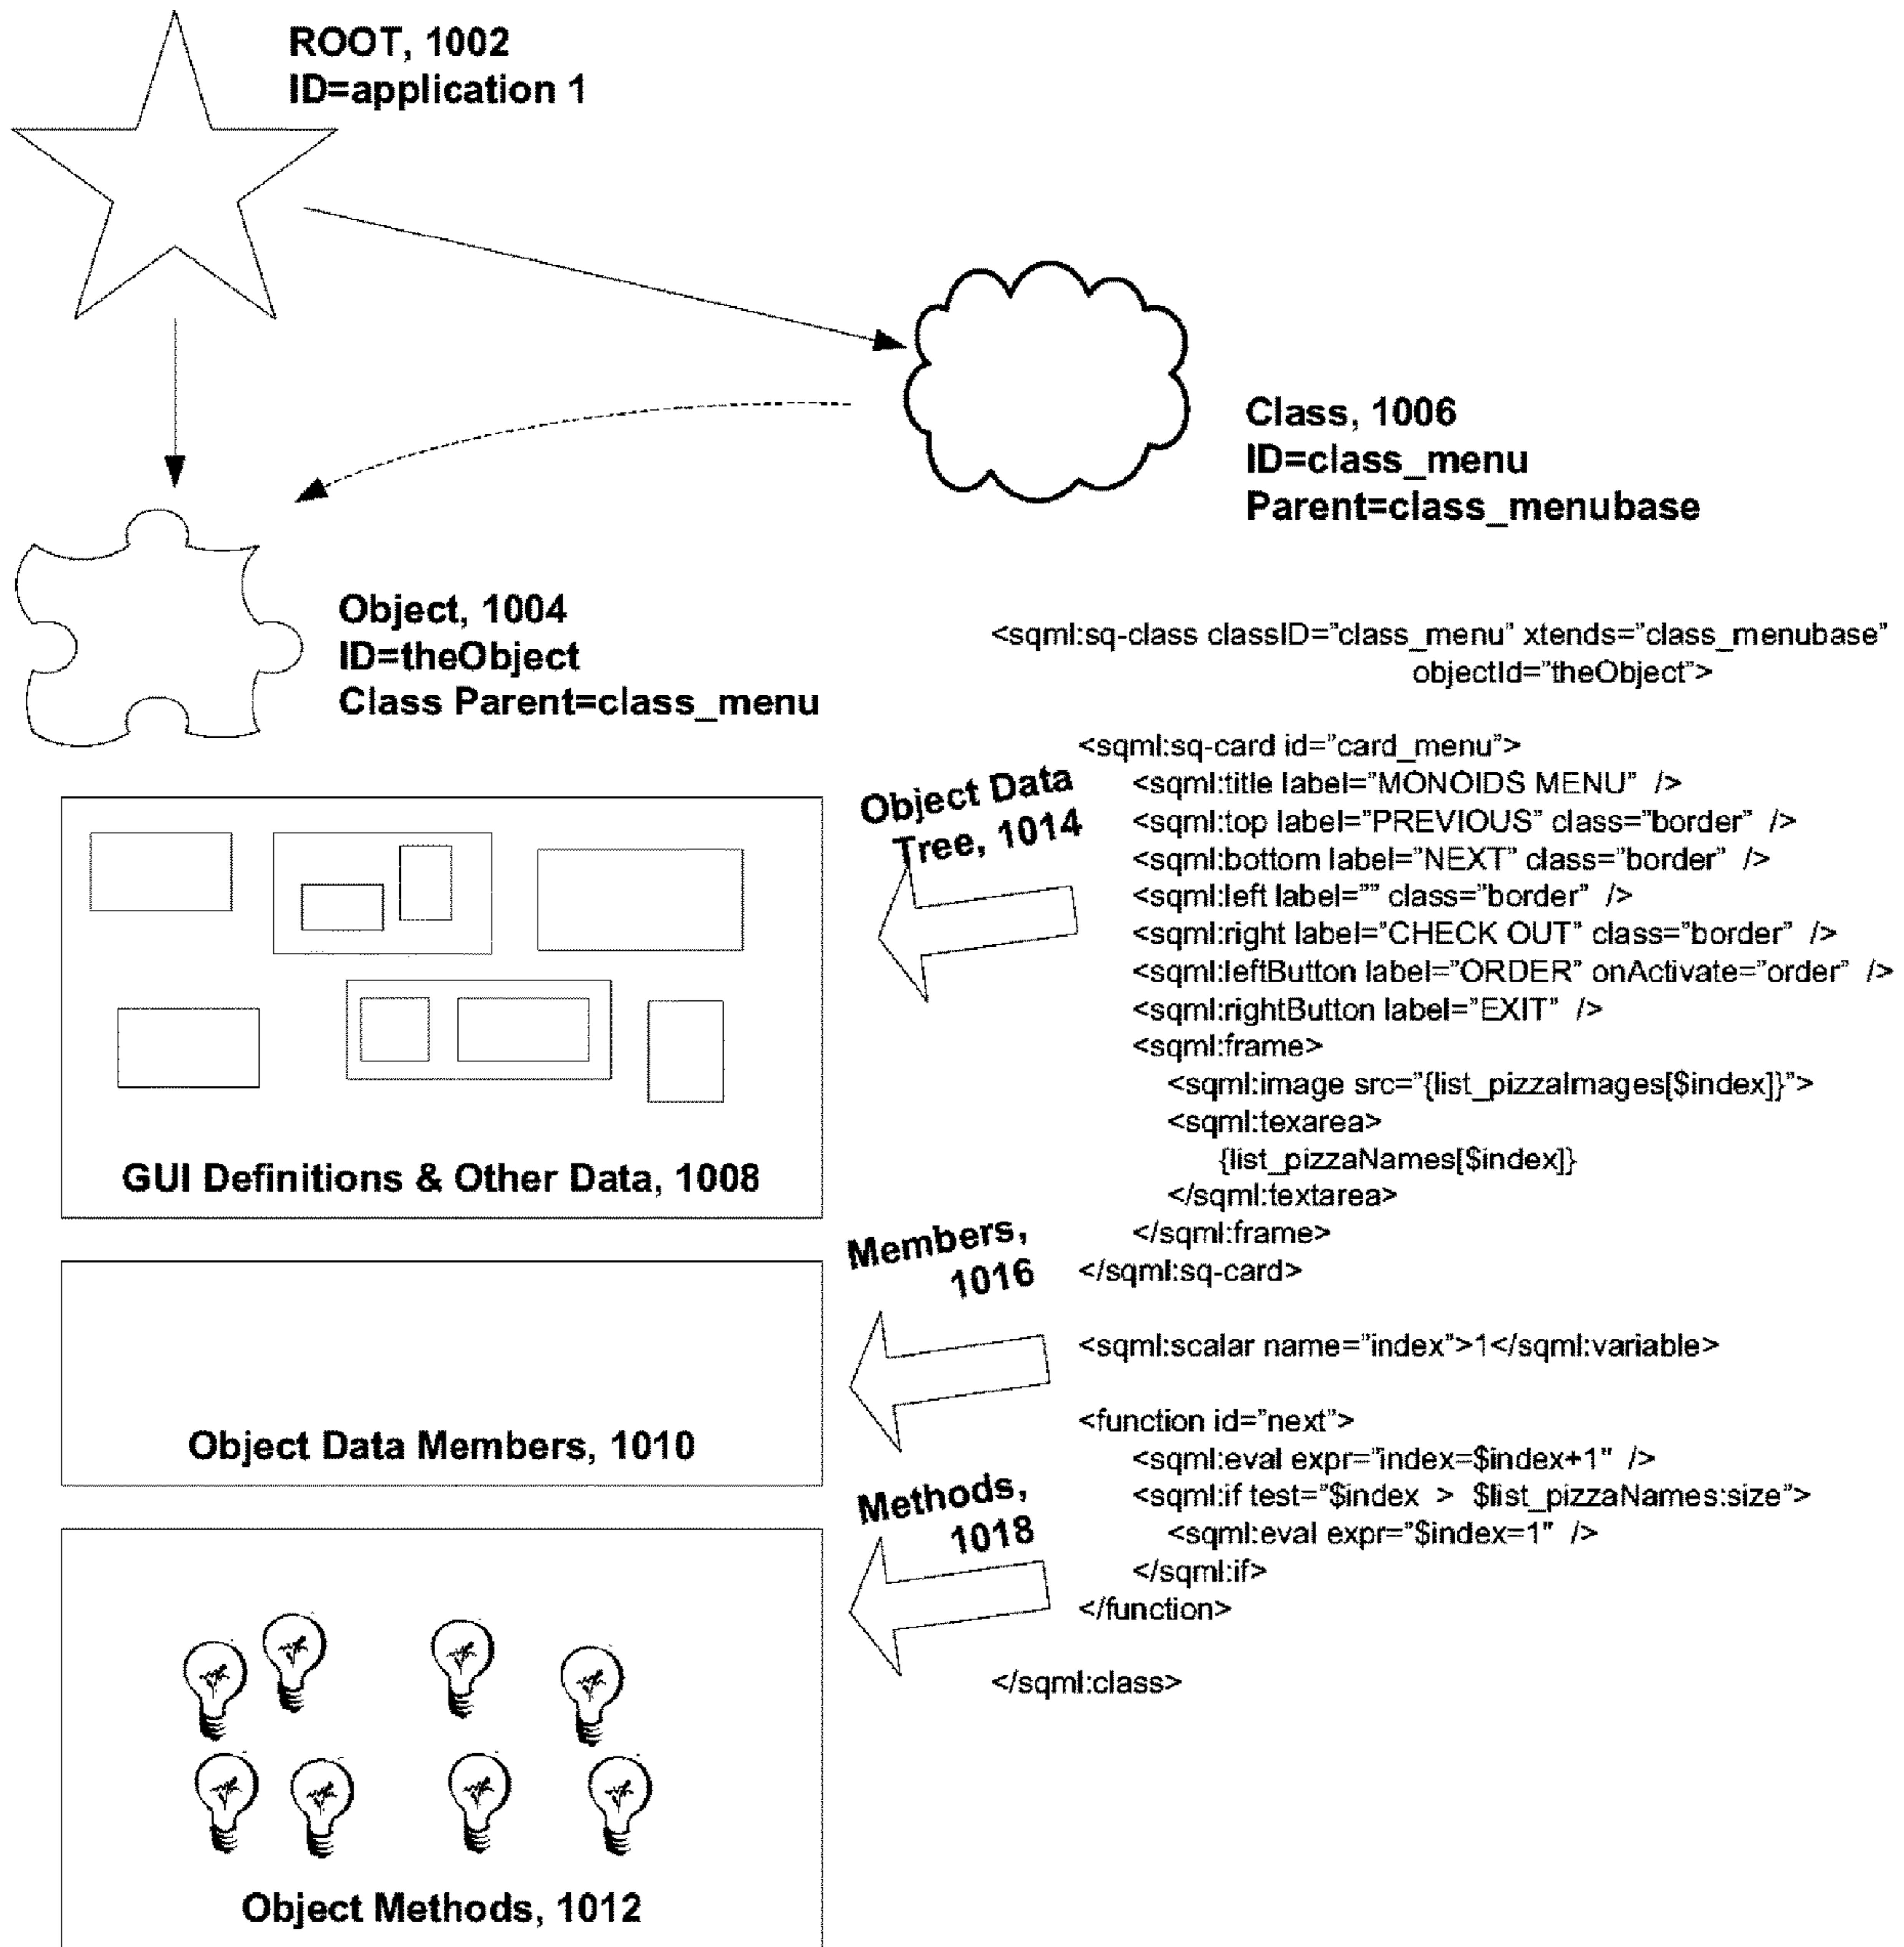 ROOT, 1002
ID=application 1
Class, 1006
ID=class_menu
Parent=class_menubase
Object, 1004
ID=theObject
Class Parent=class_menu
<sqml:sq-class classID=”class_menu” xtends=”class_menubase”
objectId=”theObject”>
Object Data
Tree, 1014
<sqml:sq-card id=”card_menu”>
<sqml:title label=”MONOIDS MENU” />
<sqml:top label=”PREVIOUS” class=”border” />
<sqml:bottom label=”NEXT” class=”border” />
<sqml:left label=”” class=”border” />
<sqml:right label=”CHECK OUT” class=”border” />
<sqml:leftButton label=”ORDER” onActivate=”order” />
<sqml:rightButton label=”EXIT” />
<sqml:frame>
<sqml:image src=”{list_pizzaImages[$index]}”>
<sqml:texarea>
{list_pizzaNames[$index]}
</sqml:textarea>
</sqml:frame>
</sqml:sq-card>
GUI Definitions & Other Data, 1008
Members,
1016
<sqml:scalar name=”index”>1</sqml:variable>
Object Data Members, 1010
Methods,
1018
<function id=”next”>
<sqml:eval expr=”index=$index+1" />
<sqml:if test=”$index > $list_pizzaNames:size”>
<sqml:eval expr=”$index=1" />
</sqml:if>
</function>
</sqml:class>
Object Methods, 1012